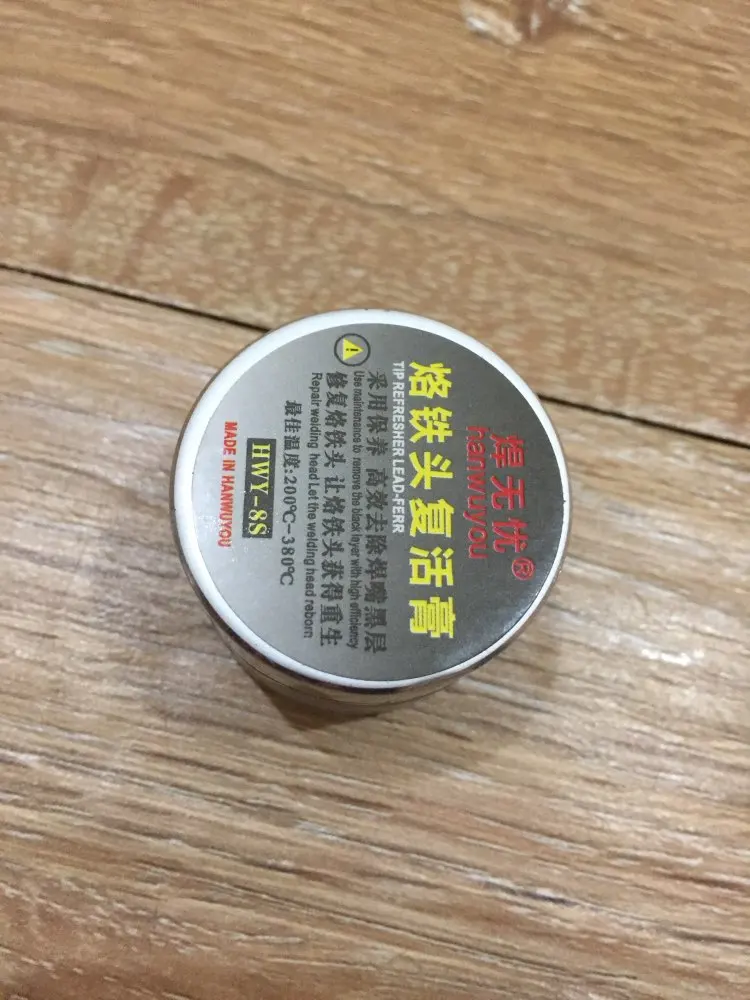 焊无忧®
hanwuyou
烙铁头复活膏
TIP REFRESHER LEAD-FERR
采用保养 高效去除焊嘴黑层
Use maintenance to remove the black layer with high efficiency
修复烙铁头 让烙铁头获得重生
Repair welding head Let the welding head reborn
最佳温度:200℃-380℃
HWY-8S
MADE IN HANWUYOU